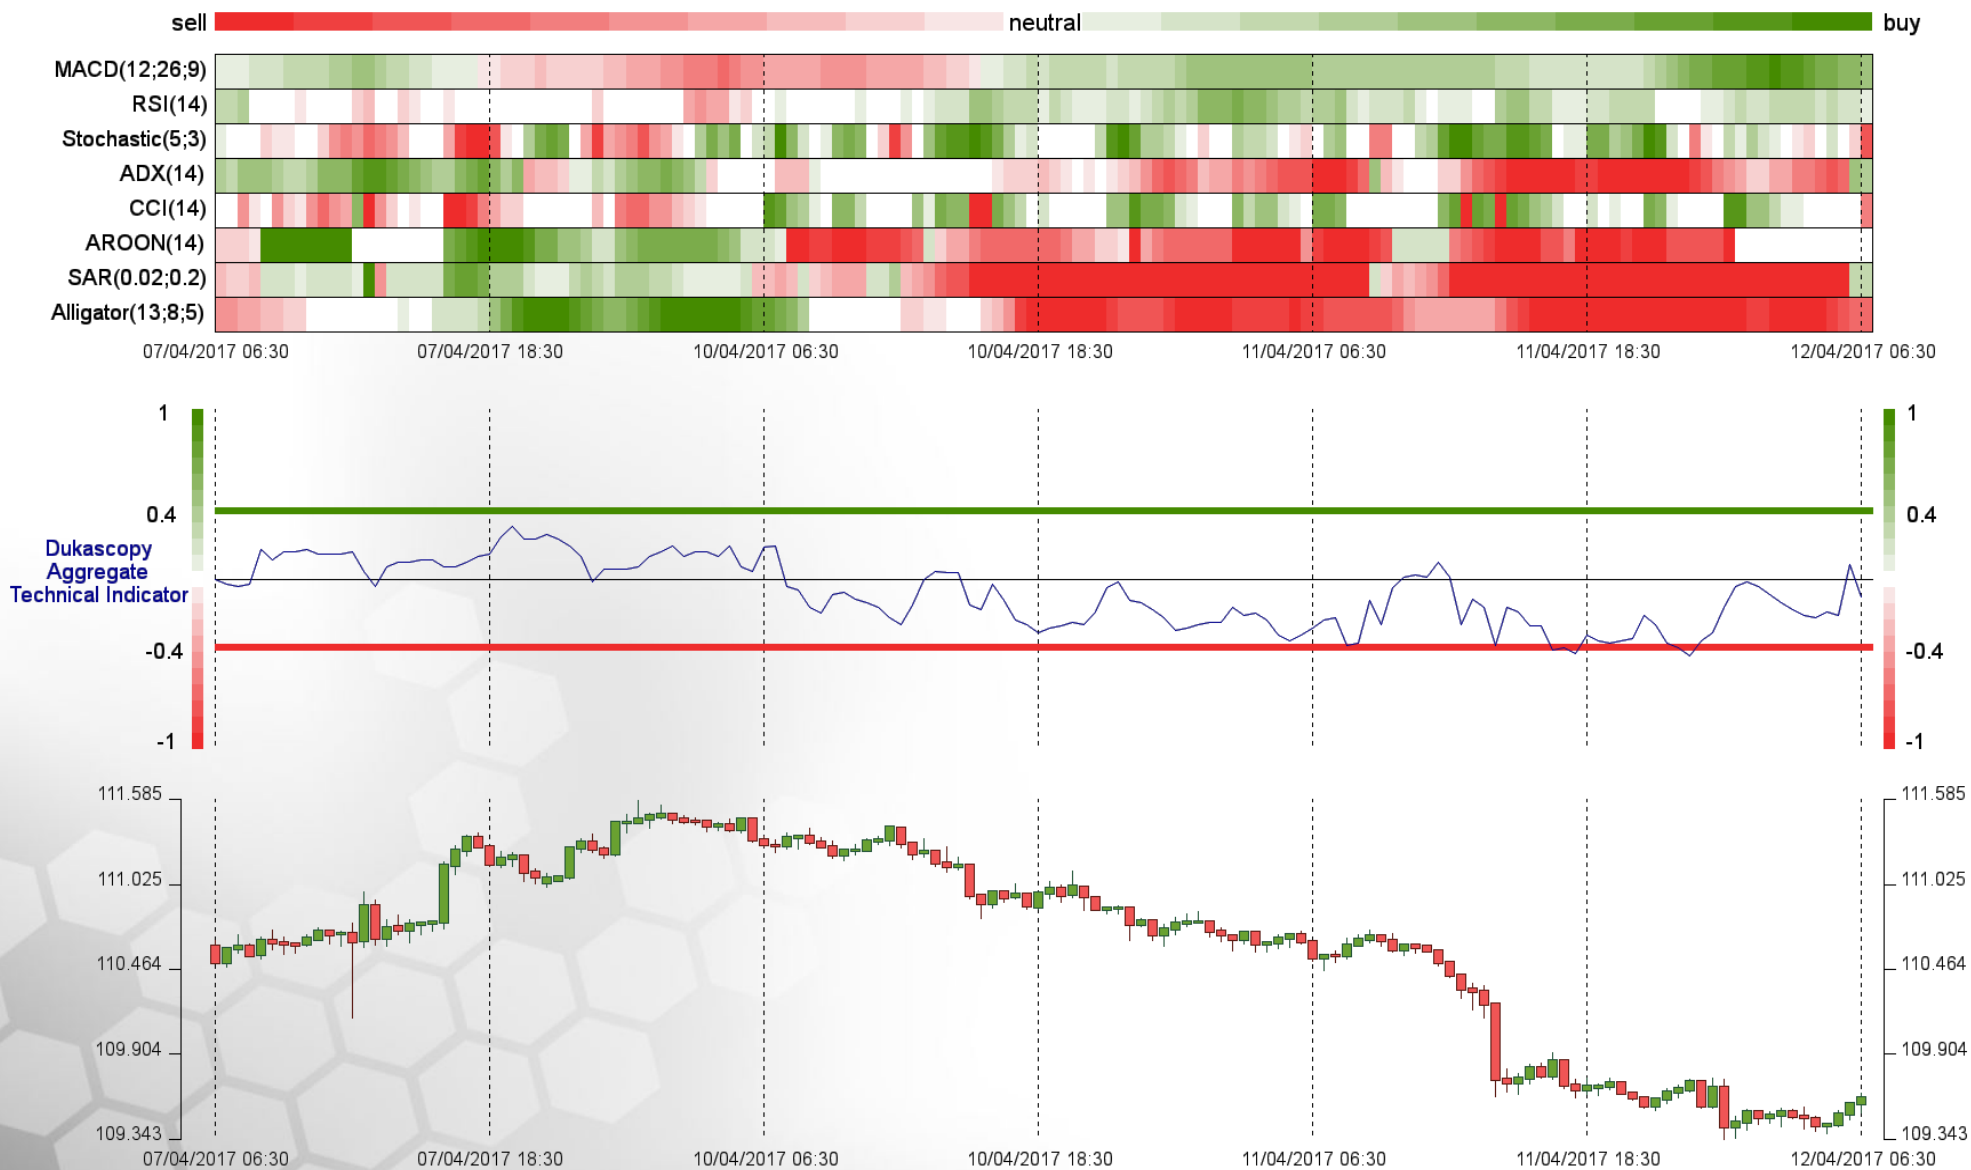 sell neutral buy
MACD(12;26;9)
RSI(14)
Stochastic(5;3)
ADX(14)
CCI(14)
AROON(14)
SAR(0.02;0.2)
Alligator(13;8;5)
07/04/2017 06:30 07/04/2017 18:30 10/04/2017 06:30 10/04/2017 18:30 11/04/2017 06:30 11/04/2017 18:30 12/04/2017 06:30
1 1
0.4 0.4
Dukascopy
Aggregate
Technical Indicator
-0.4 -0.4
-1 -1
111.585 111.585
111.025 111.025
110.464 110.464
109.904 109.904
109.343 109.343
07/04/2017 06:30 07/04/2017 18:30 10/04/2017 06:30 10/04/2017 18:30 11/04/2017 06:30 11/04/2017 18:30 12/04/2017 06:30